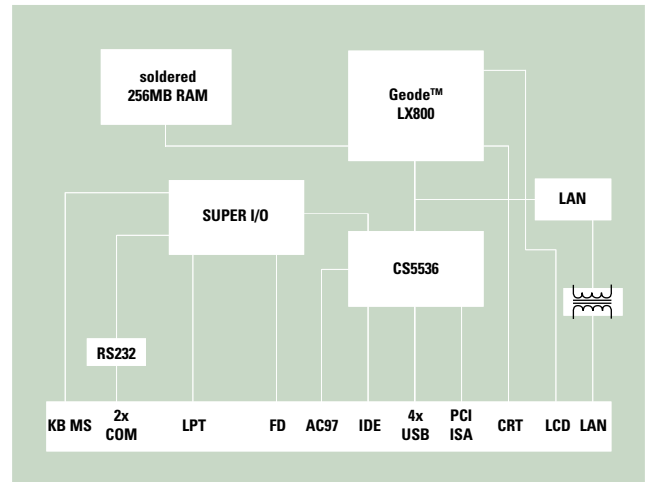 soldered
256MB RAM
Geode™
LX800
LAN
SUPER I/O
CS5536
RS232
KB MS
2x
COM
LPT
FD
AC97
IDE
4x
USB
PCI
ISA
CRT
LCD
LAN